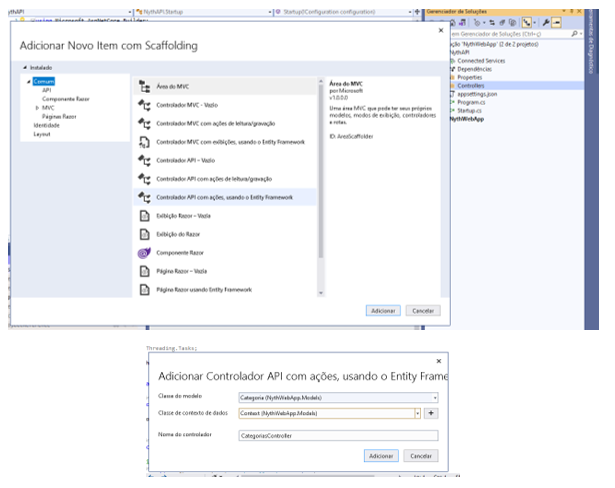 NythAPI.Startup
Startup(IConfiguration configuration)
Gerenciador de Soluções
using Microsoft.AspNetCore.Builder;
Adicionar Novo Item com Scaffolding
Instalado
Comum
API
Componente Razor
MVC
Páginas Razor
Identidade
Layout
Área do MVC
Controlador MVC - Vazio
Controlador MVC com ações de leitura/gravação
Controlador MVC com exibições, usando o Entity Framework
Controlador API – Vazio
Controlador API com ações de leitura/gravação
Controlador API com ações, usando o Entity Framework
Exibição Razor – Vazia
Exibição do Razor
Componente Razor
Página Razor – Vazia
Página Razor usando Entity Framework
Área do MVC
por Microsoft
v1.0.0.0
Uma área MVC que pode ter seus próprios
modelos, modos de exibição, controladores
e rotas.
ID: AreaScaffolder
Adicionar
Cancelar
em Gerenciador de Soluções (Ctrl+ç)
'NythWebApp' (2 de 2 projetos)
NythAPI
Connected Services
Dependências
Properties
Controllers
appsettings.json
Program.cs
Startup.cs
NythWebApp
Ferramentas de Diagnóstico
Threading.Tasks;
Adicionar Controlador API com ações, usando o Entity Frame
Classe do modelo
Categoria (NythWebApp.Models)
Classe de contexto de dados
Context (NythWebApp.Models)
Nome do controlador
CategoriasController
Adicionar
Cancelar